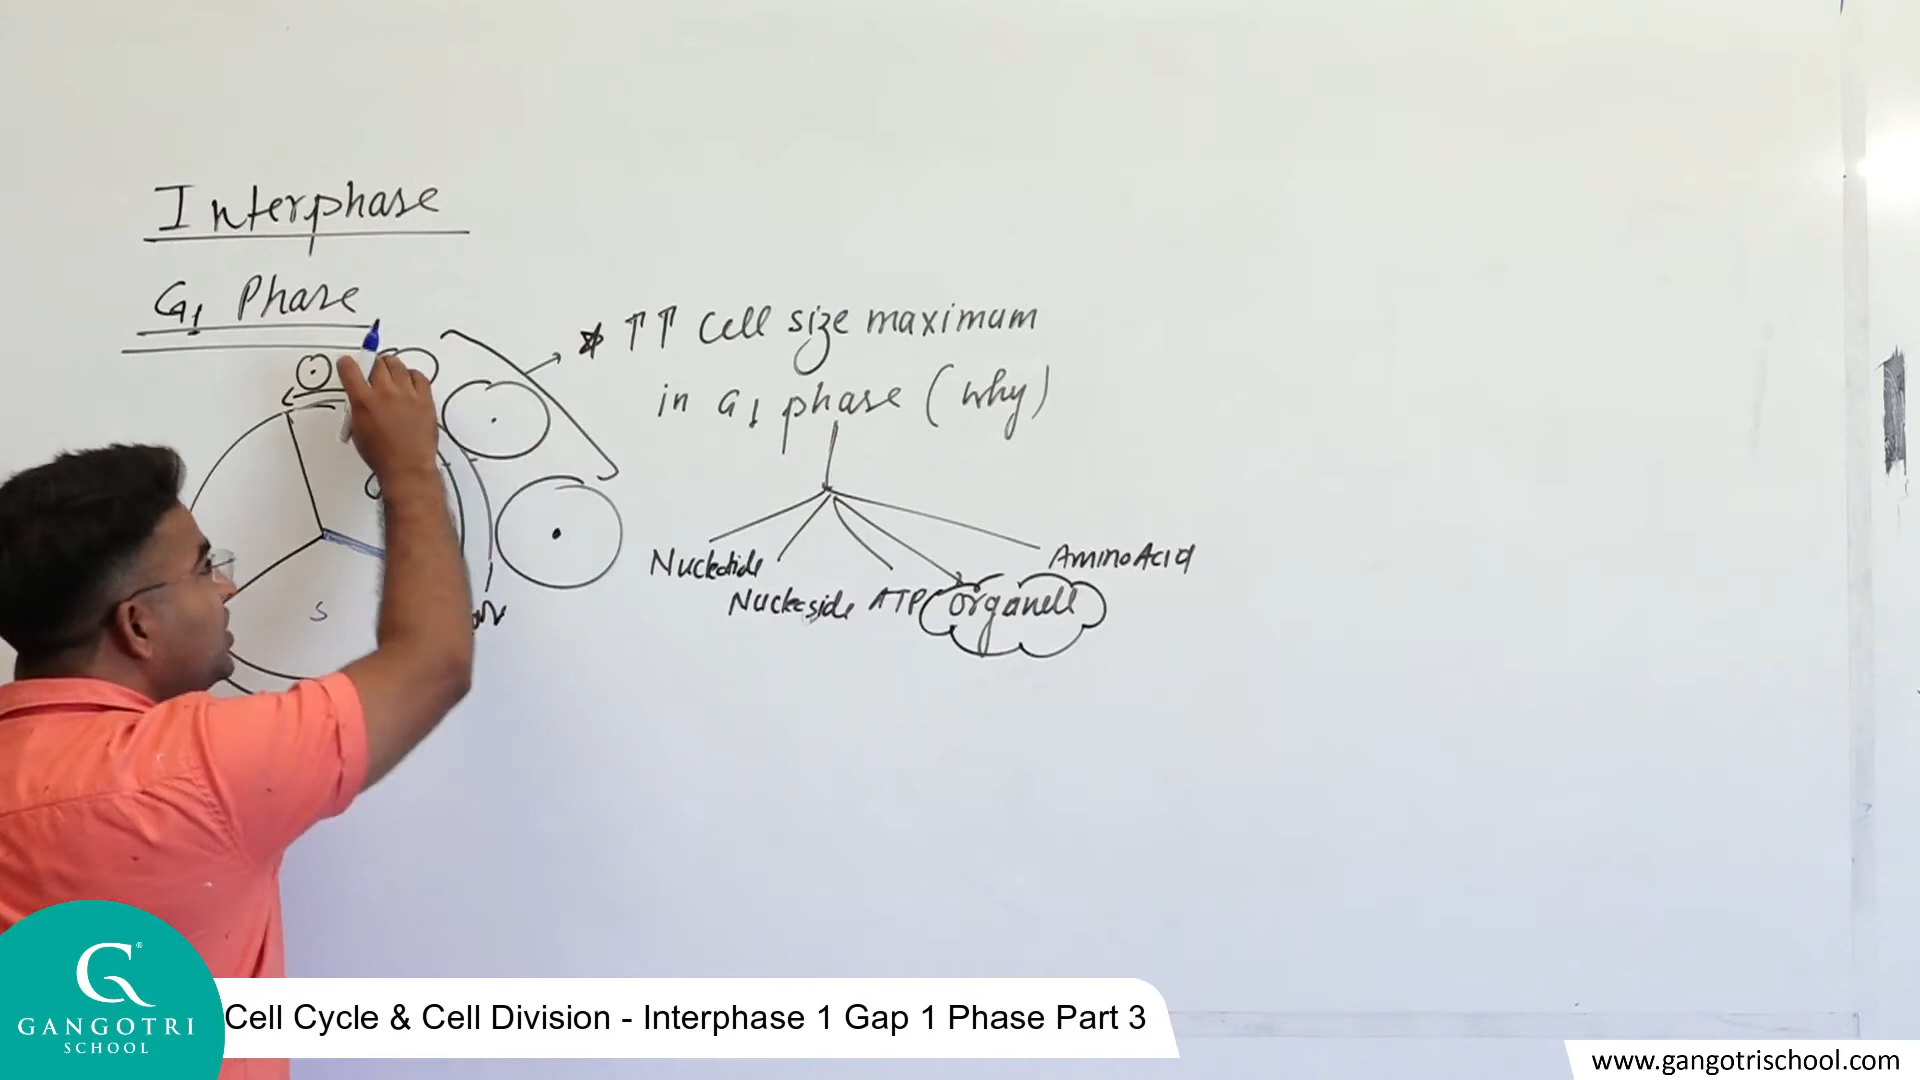 Interphase
G1 Phase
↑↑ Cell size maximum
in G1 phase (why)
Nucleotide
Nucleoside
ATP
organell
Amino Acid
S
GANGOTRI
SCHOOL
Cell Cycle & Cell Division - Interphase 1 Gap 1 Phase Part 3
www.gangotrischool.com